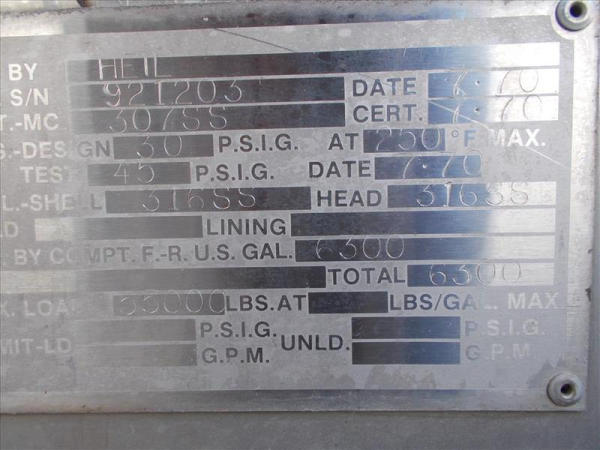 BY HEIL
S/N 921203 DATE 7-70
T.-MC 307SS CERT. 7-70
S.-DESIGN 30 P.S.I.G. AT 250 °F MAX.
TEST 45 P.S.I.G. DATE 7-70
L.-SHELL 316SS HEAD 316SS
D LINING
. BY COMPT. F.-R. U.S. GAL. 6300
TOTAL 6300
X. LOAD 55000 LBS. AT LBS/GAL. MAX
P.S.I.G. P.S.I.G.
MIT-LD UNLD.
G.P.M. G.P.M